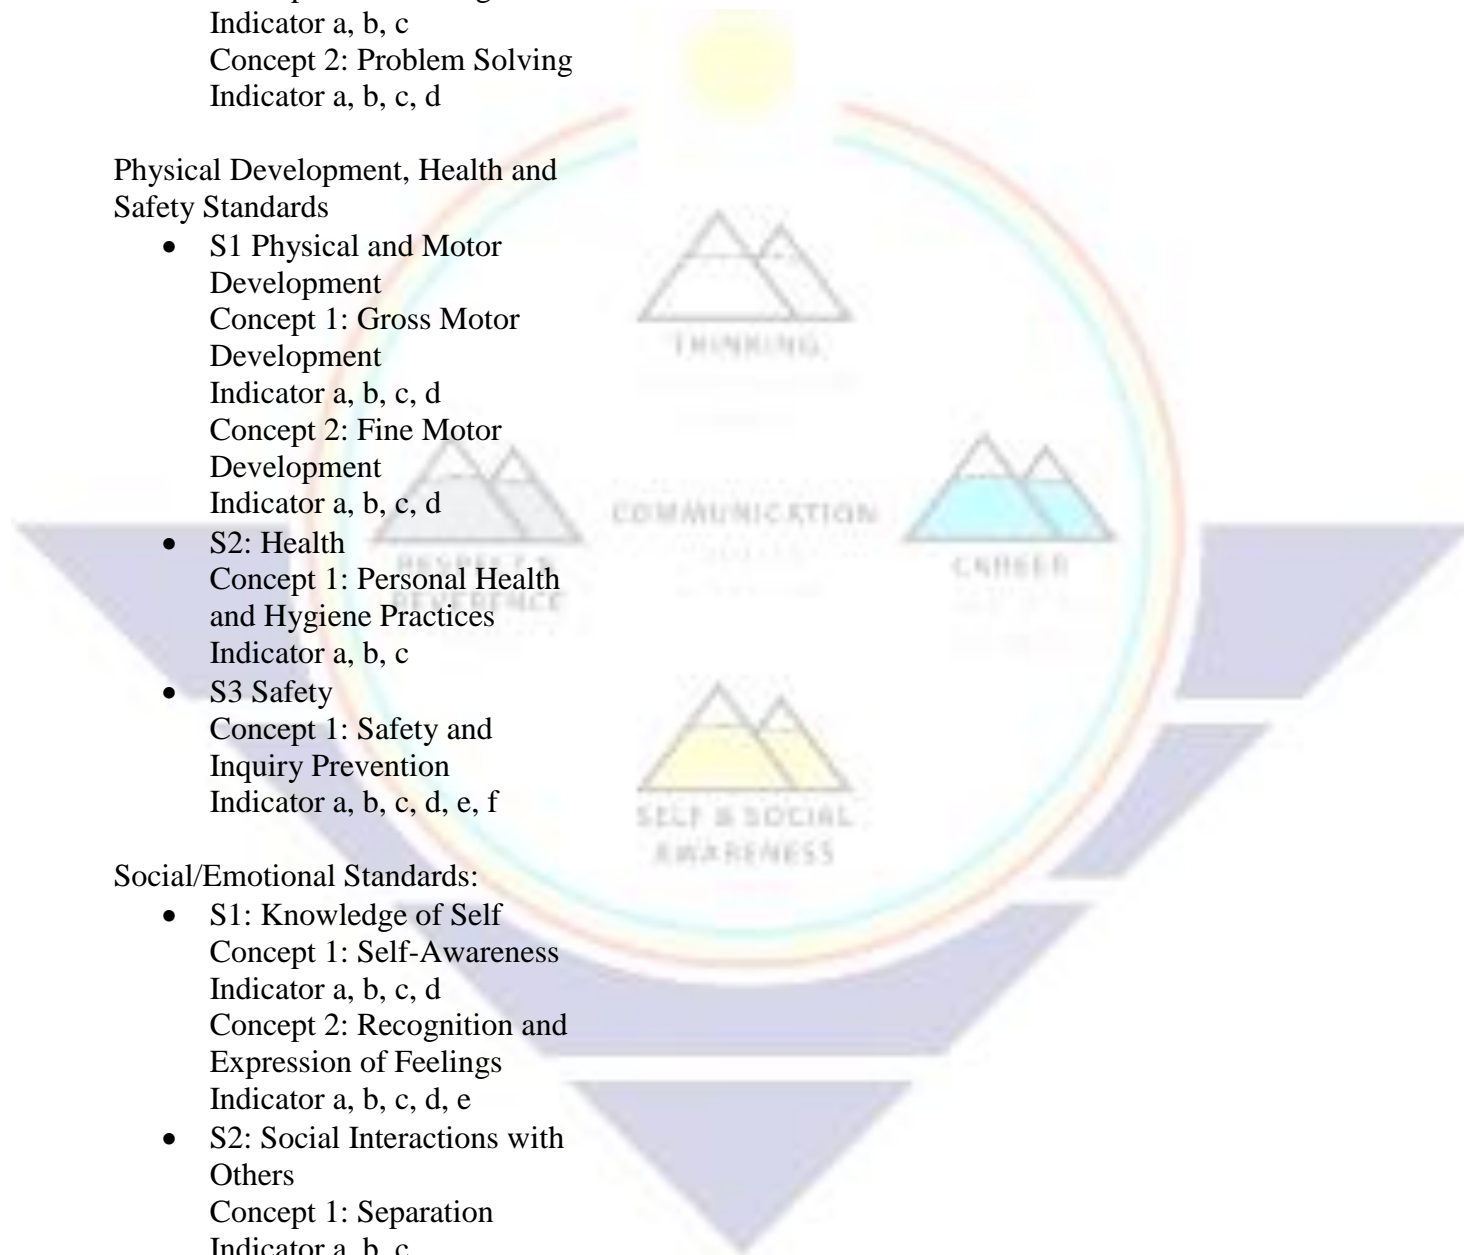 Indicator a, b, c
Concept 2: Problem Solving
Indicator a, b, c, d
Physical Development, Health and
Safety Standards
• S1 Physical and Motor
Development
Concept 1: Gross Motor
Development
Indicator a, b, c, d
Concept 2: Fine Motor
Development
Indicator a, b, c, d
• S2: Health
Concept 1: Personal Health
and Hygiene Practices
Indicator a, b, c
• S3 Safety
Concept 1: Safety and
Inquiry Prevention
Indicator a, b, c, d, e, f
Social/Emotional Standards:
• S1: Knowledge of Self
Concept 1: Self-Awareness
Indicator a, b, c, d
Concept 2: Recognition and
Expression of Feelings
Indicator a, b, c, d, e
• S2: Social Interactions with
Others
Concept 1: Separation
Indicator a, b, c
THINKING
COMMUNICATION
RESPECT &
REVERENCE
CAREER
SELF & SOCIAL
AWARENESS